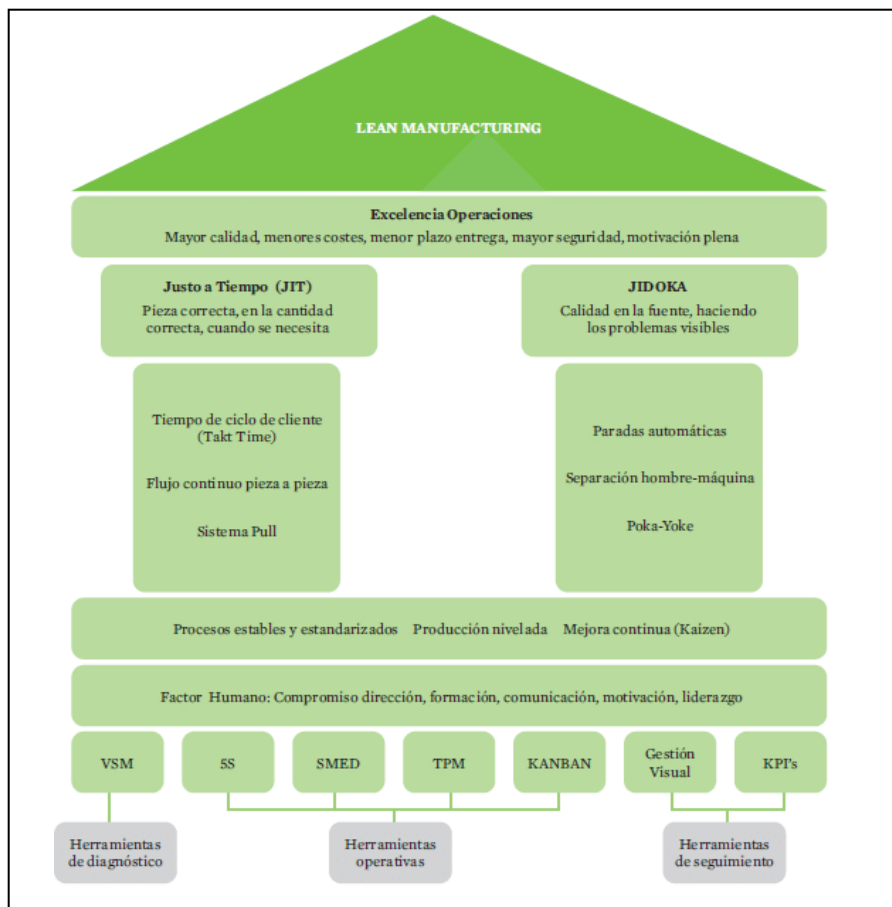 LEAN MANUFACTURING
Excelencia Operaciones
Mayor calidad, menores costes, menor plazo entrega, mayor seguridad, motivación plena
Justo a Tiempo (JIT)
Pieza correcta, en la cantidad
correcta, cuando se necesita
JIDOKA
Calidad en la fuente, haciendo
los problemas visibles
Tiempo de ciclo de cliente
(Takt Time)
Flujo continuo pieza a pieza
Sistema Pull
Paradas automáticas
Separación hombre-máquina
Poka-Yoke
Procesos estables y estandarizados Producción nivelada Mejora continua (Kaizen)
Factor Humano: Compromiso dirección, formación, comunicación, motivación, liderazgo
VSM
5S
SMED
TPM
KANBAN
Gestión
Visual
KPI's
Herramientas
de diagnóstico
Herramientas
operativas
Herramientas
de seguimiento